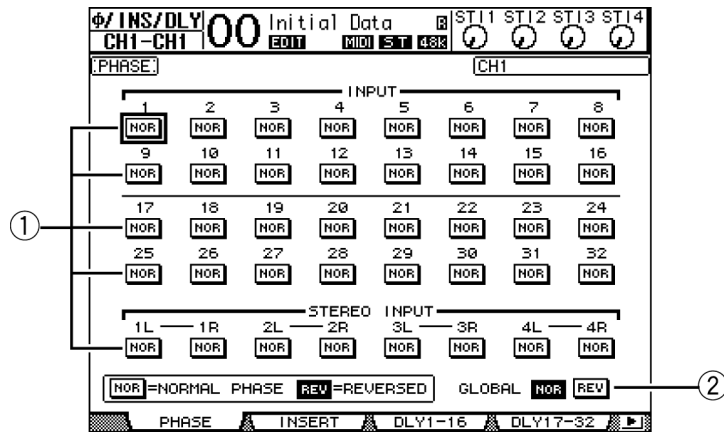 Φ/INS/DLY 00 Initial Data R STI1 STI2 STI3 STI4
CH1-CH1 EDIT MIDI S T 48K
PHASE CH1
INPUT
1 2 3 4 5 6 7 8
NOR NOR NOR NOR NOR NOR NOR NOR
9 10 11 12 13 14 15 16
NOR NOR NOR NOR NOR NOR NOR NOR
① 17 18 19 20 21 22 23 24
NOR NOR NOR NOR NOR NOR NOR NOR
25 26 27 28 29 30 31 32
NOR NOR NOR NOR NOR NOR NOR NOR
STEREO INPUT
1L 1R 2L 2R 3L 3R 4L 4R
NOR NOR NOR NOR NOR NOR NOR NOR
NOR=NORMAL PHASE REV=REVERSED GLOBAL NOR REV ②
PHASE INSERT DLY1-16 DLY17-32